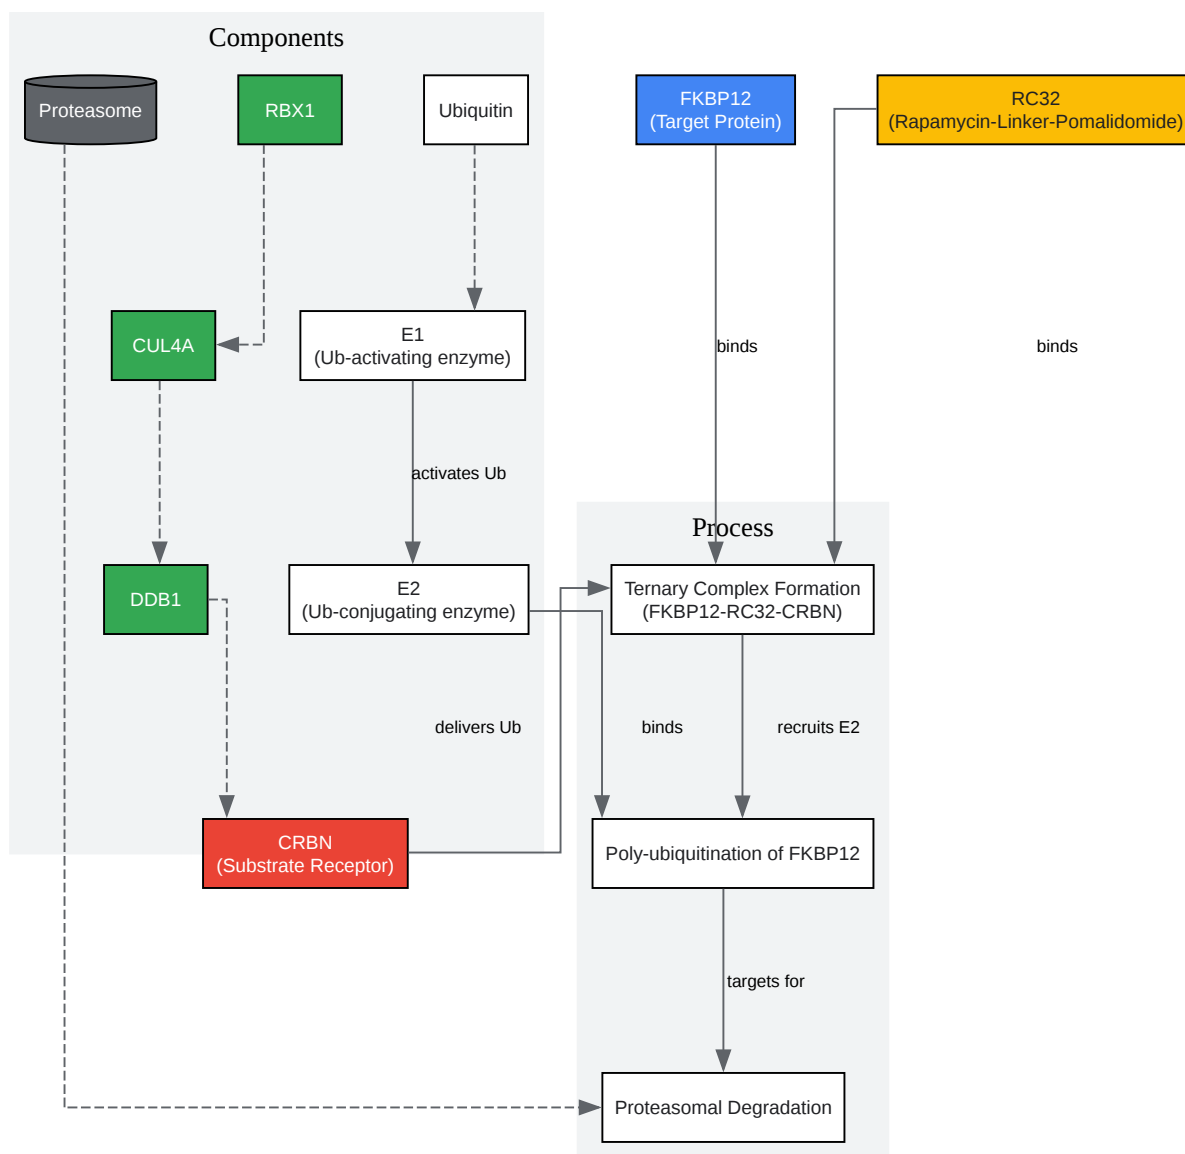 Components
Proteasome
RBX1
Ubiquitin
FKBP12
(Target Protein)
RC32
(Rapamycin-Linker-Pomalidomide)
CUL4A
E1
(Ub-activating enzyme)
binds
binds
activates Ub
Process
DDB1
E2
(Ub-conjugating enzyme)
Ternary Complex Formation
(FKBP12-RC32-CRBN)
delivers Ub
binds
recruits E2
CRBN
(Substrate Receptor)
Poly-ubiquitination of FKBP12
targets for
Proteasomal Degradation